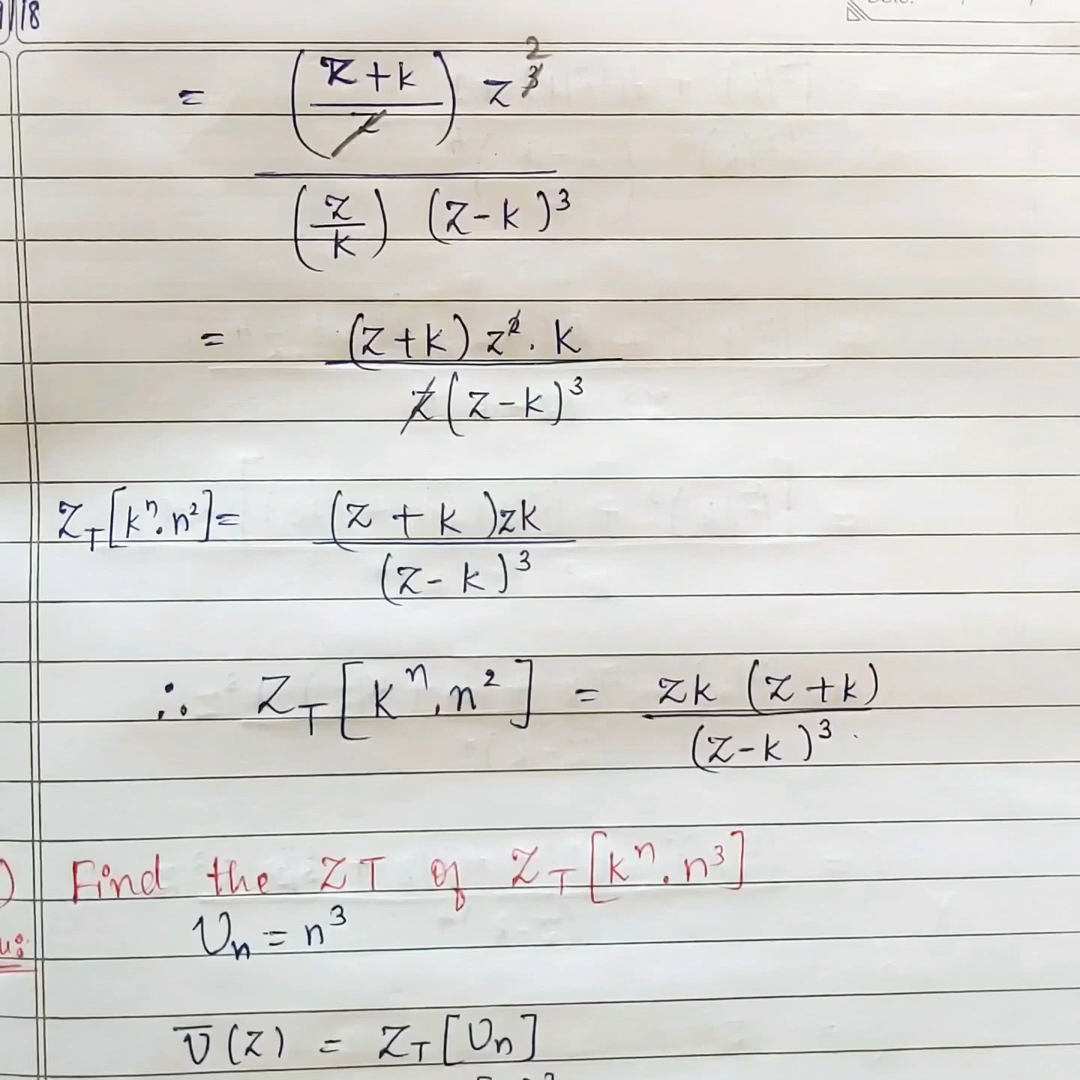 18
= ((z+k)/z) z^3 2 / (z/k) (z-k)^3
= (z+k) z^2 . k / z(z-k)^3
Z_T[k^n. n^2] = (z+k)zk / (z-k)^3
∴ Z_T[k^n. n^2] = zk (z+k) / (z-k)^3.
) Find the ZT of Z_T[k^n. n^3]
U_n = n^3
Ū(z) = Z_T[U_n]